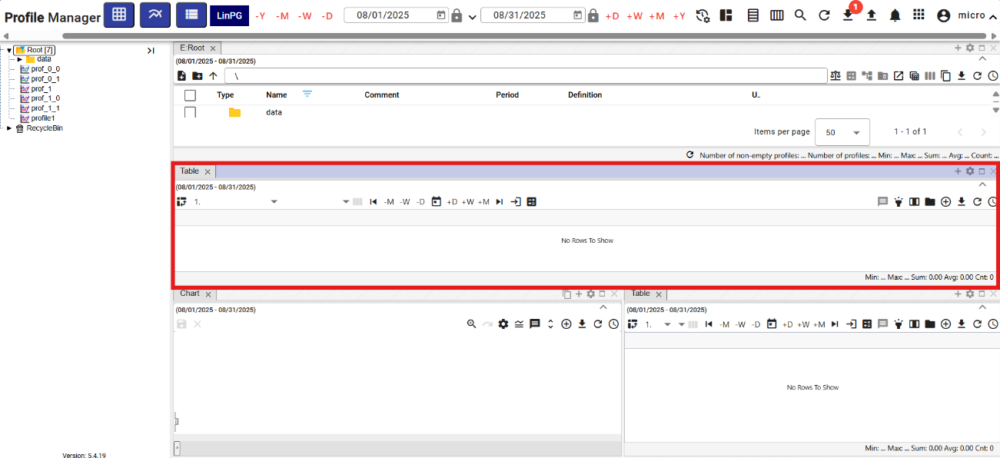 Profile Manager LinPG -Y -M -W -D 08/01/2025 08/31/2025 +D +W +M +Y 1 micro
Root [7]
data
prof_0_0
prof_0_1
prof_1
prof_1_0
prof_1_1
profile1
RecycleBin
Version: 5.4.19
E:Root
(08/01/2025 - 08/31/2025)
\
Type Name Comment Period Definition U..
data
Items per page 50 1 - 1 of 1
Number of non-empty profiles: ... Number of profiles: ... Min: ... Max: ... Sum: ... Avg: ... Count: ...
Table
(08/01/2025 - 08/31/2025)
1. -M -W -D +D +W +M
No Rows To Show
Min: ... Max: ... Sum: 0.00 Avg: 0.00 Cnt: 0
Chart
(08/01/2025 - 08/31/2025)
Table
(08/01/2025 - 08/31/2025)
1. -M -W -D +D +W +M
No Rows To Show
Min: ... Max: ... Sum: 0.00 Avg: 0.00 Cnt: 0